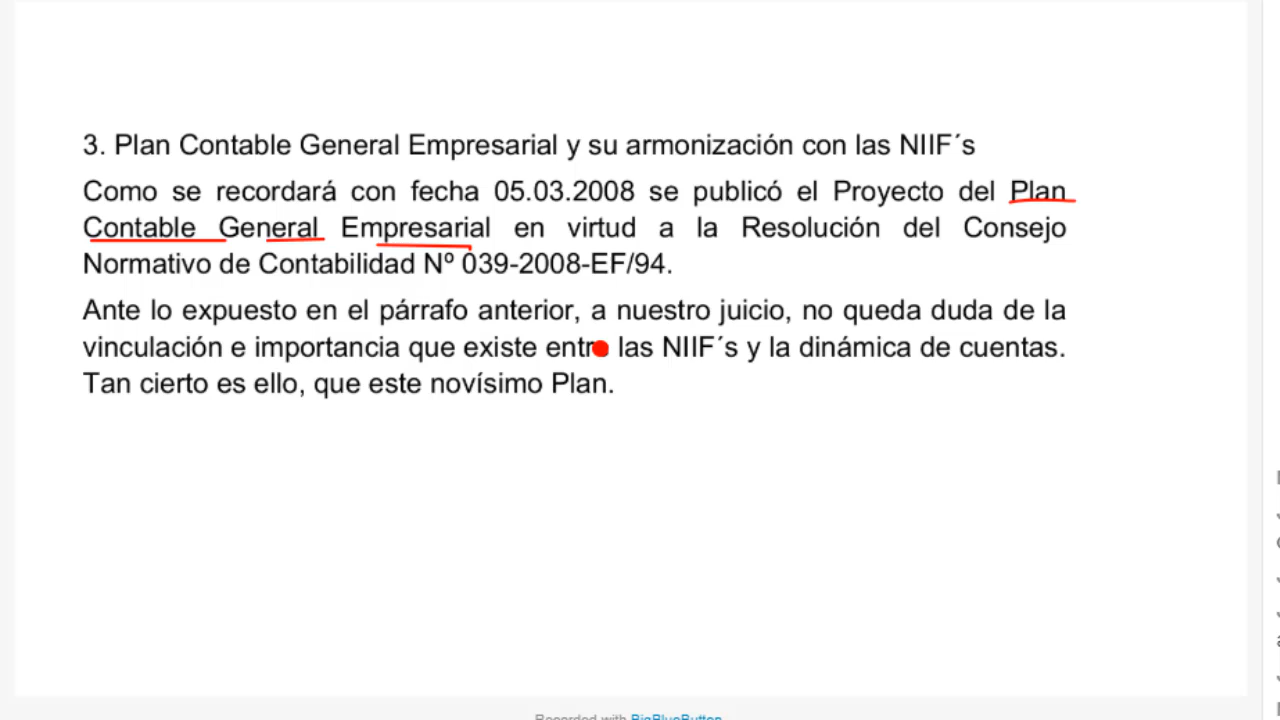 3. Plan Contable General Empresarial y su armonización con las NIIF´s
Como se recordará con fecha 05.03.2008 se publicó el Proyecto del Plan
Contable General Empresarial en virtud a la Resolución del Consejo
Normativo de Contabilidad Nº 039-2008-EF/94.
Ante lo expuesto en el párrafo anterior, a nuestro juicio, no queda duda de la
vinculación e importancia que existe entre las NIIF´s y la dinámica de cuentas.
Tan cierto es ello, que este novísimo Plan.
Recorded with BigBlueButton